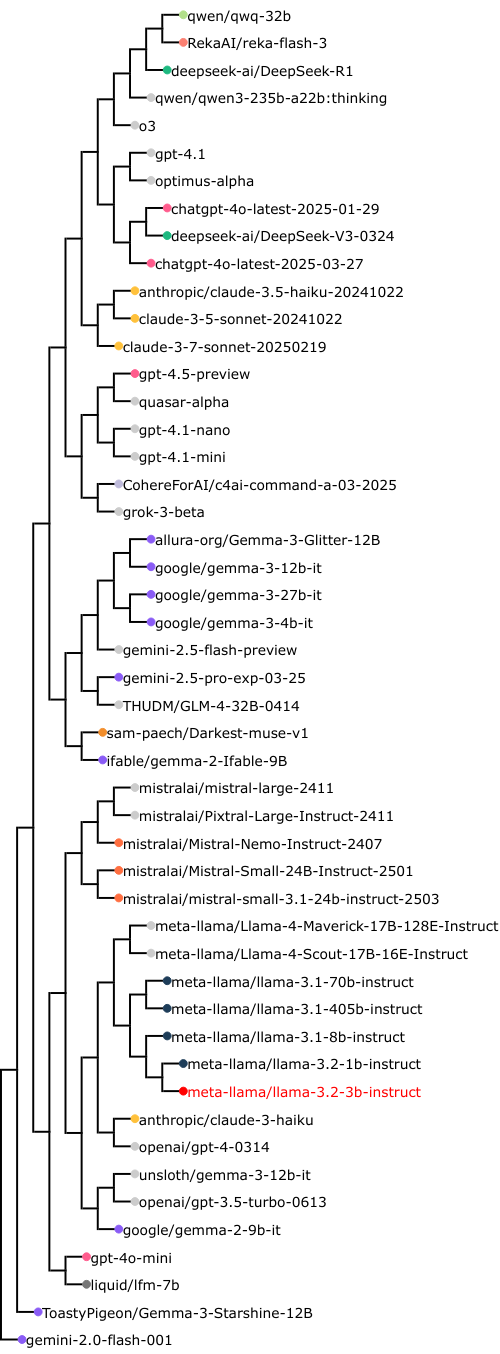 qwen/qwq-32b
RekaAI/reka-flash-3
deepseek-ai/DeepSeek-R1
qwen/qwen3-235b-a22b:thinking
o3
gpt-4.1
optimus-alpha
chatgpt-4o-latest-2025-01-29
deepseek-ai/DeepSeek-V3-0324
chatgpt-4o-latest-2025-03-27
anthropic/claude-3.5-haiku-20241022
claude-3-5-sonnet-20241022
claude-3-7-sonnet-20250219
gpt-4.5-preview
quasar-alpha
gpt-4.1-nano
gpt-4.1-mini
CohereForAI/c4ai-command-a-03-2025
grok-3-beta
allura-org/Gemma-3-Glitter-12B
google/gemma-3-12b-it
google/gemma-3-27b-it
google/gemma-3-4b-it
gemini-2.5-flash-preview
gemini-2.5-pro-exp-03-25
THUDM/GLM-4-32B-0414
sam-paech/Darkest-muse-v1
ifable/gemma-2-Ifable-9B
mistralai/mistral-large-2411
mistralai/Pixtral-Large-Instruct-2411
mistralai/Mistral-Nemo-Instruct-2407
mistralai/Mistral-Small-24B-Instruct-2501
mistralai/mistral-small-3.1-24b-instruct-2503
meta-llama/Llama-4-Maverick-17B-128E-Instruct
meta-llama/Llama-4-Scout-17B-16E-Instruct
meta-llama/llama-3.1-70b-instruct
meta-llama/llama-3.1-405b-instruct
meta-llama/llama-3.1-8b-instruct
meta-llama/llama-3.2-1b-instruct
meta-llama/llama-3.2-3b-instruct
anthropic/claude-3-haiku
openai/gpt-4-0314
unsloth/gemma-3-12b-it
openai/gpt-3.5-turbo-0613
google/gemma-2-9b-it
gpt-4o-mini
liquid/lfm-7b
ToastyPigeon/Gemma-3-Starshine-12B
gemini-2.0-flash-001